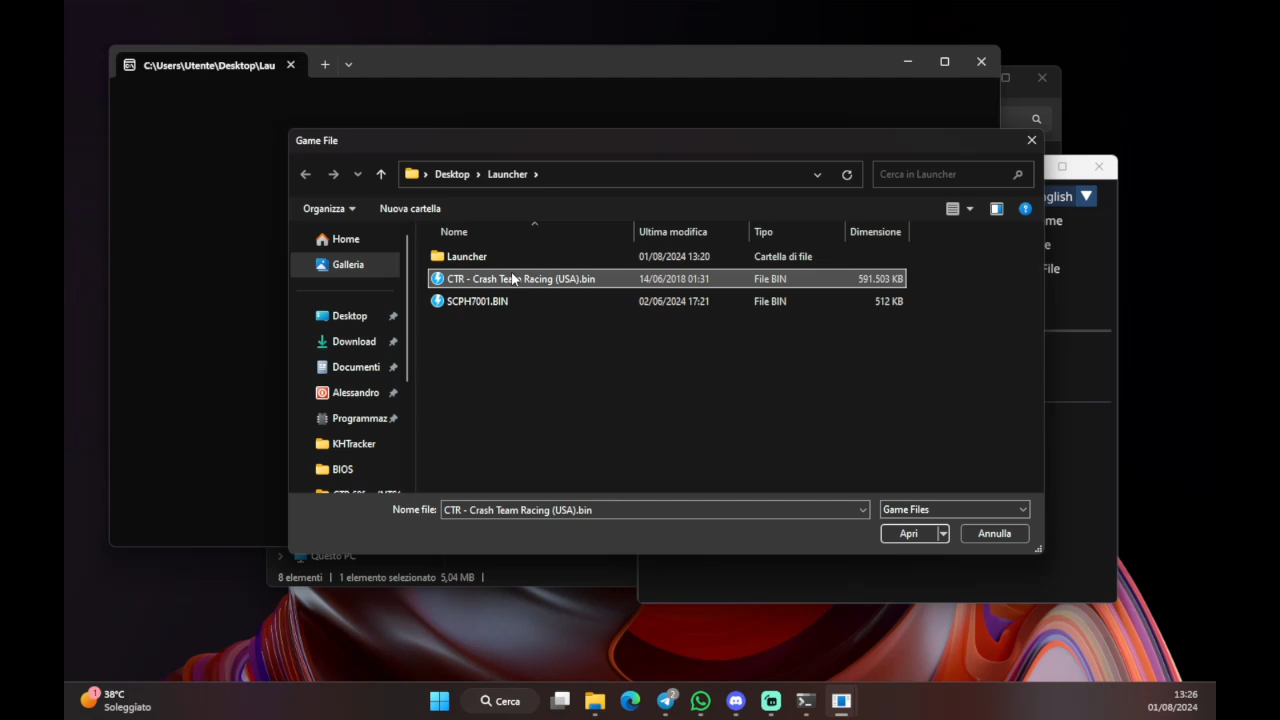 C:\Users\Utente\Desktop\Lau
Game File
Desktop
Launcher
Cerca in Launcher
glish
Organizza
Nuova cartella
me
e
File
Nome
Ultima modifica
Tipo
Dimensione
Home
Galleria
Launcher
01/08/2024 13:20
Cartella di file
CTR - Crash Team Racing (USA).bin
14/06/2018 01:31
File BIN
591.503 KB
SCPH7001.BIN
02/06/2024 17:21
File BIN
512 KB
Desktop
Download
Documenti
Alessandro
Programmaz
KHTracker
BIOS
Nome file:
CTR - Crash Team Racing (USA).bin
Game Files
Apri
Annulla
Questo PC
8 elementi
1 elemento selezionato 5,04 MB
1
38°C
Soleggiato
Cerca
2
13:26
01/08/2024